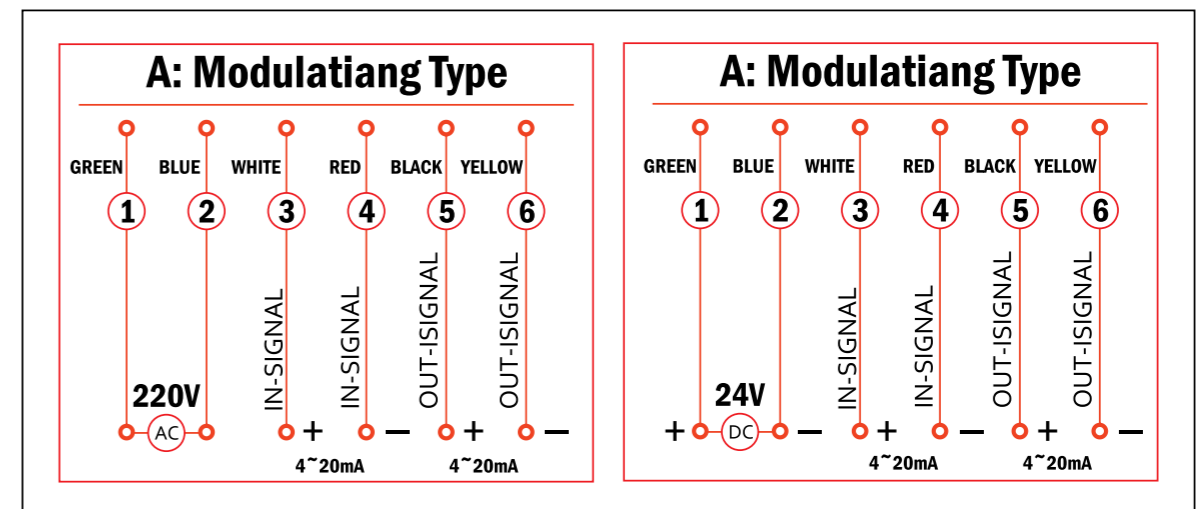 A: Modulatiang Type
GREEN BLUE WHITE RED BLACK YELLOW
1 2 3 4 5 6
IN-SIGNAL IN-SIGNAL OUT-ISIGNAL OUT-ISIGNAL
220V
AC + — + —
4~20mA 4~20mA
A: Modulatiang Type
GREEN BLUE WHITE RED BLACK YELLOW
1 2 3 4 5 6
IN-SIGNAL IN-SIGNAL OUT-ISIGNAL OUT-ISIGNAL
24V
+ DC — + — + —
4~20mA 4~20mA